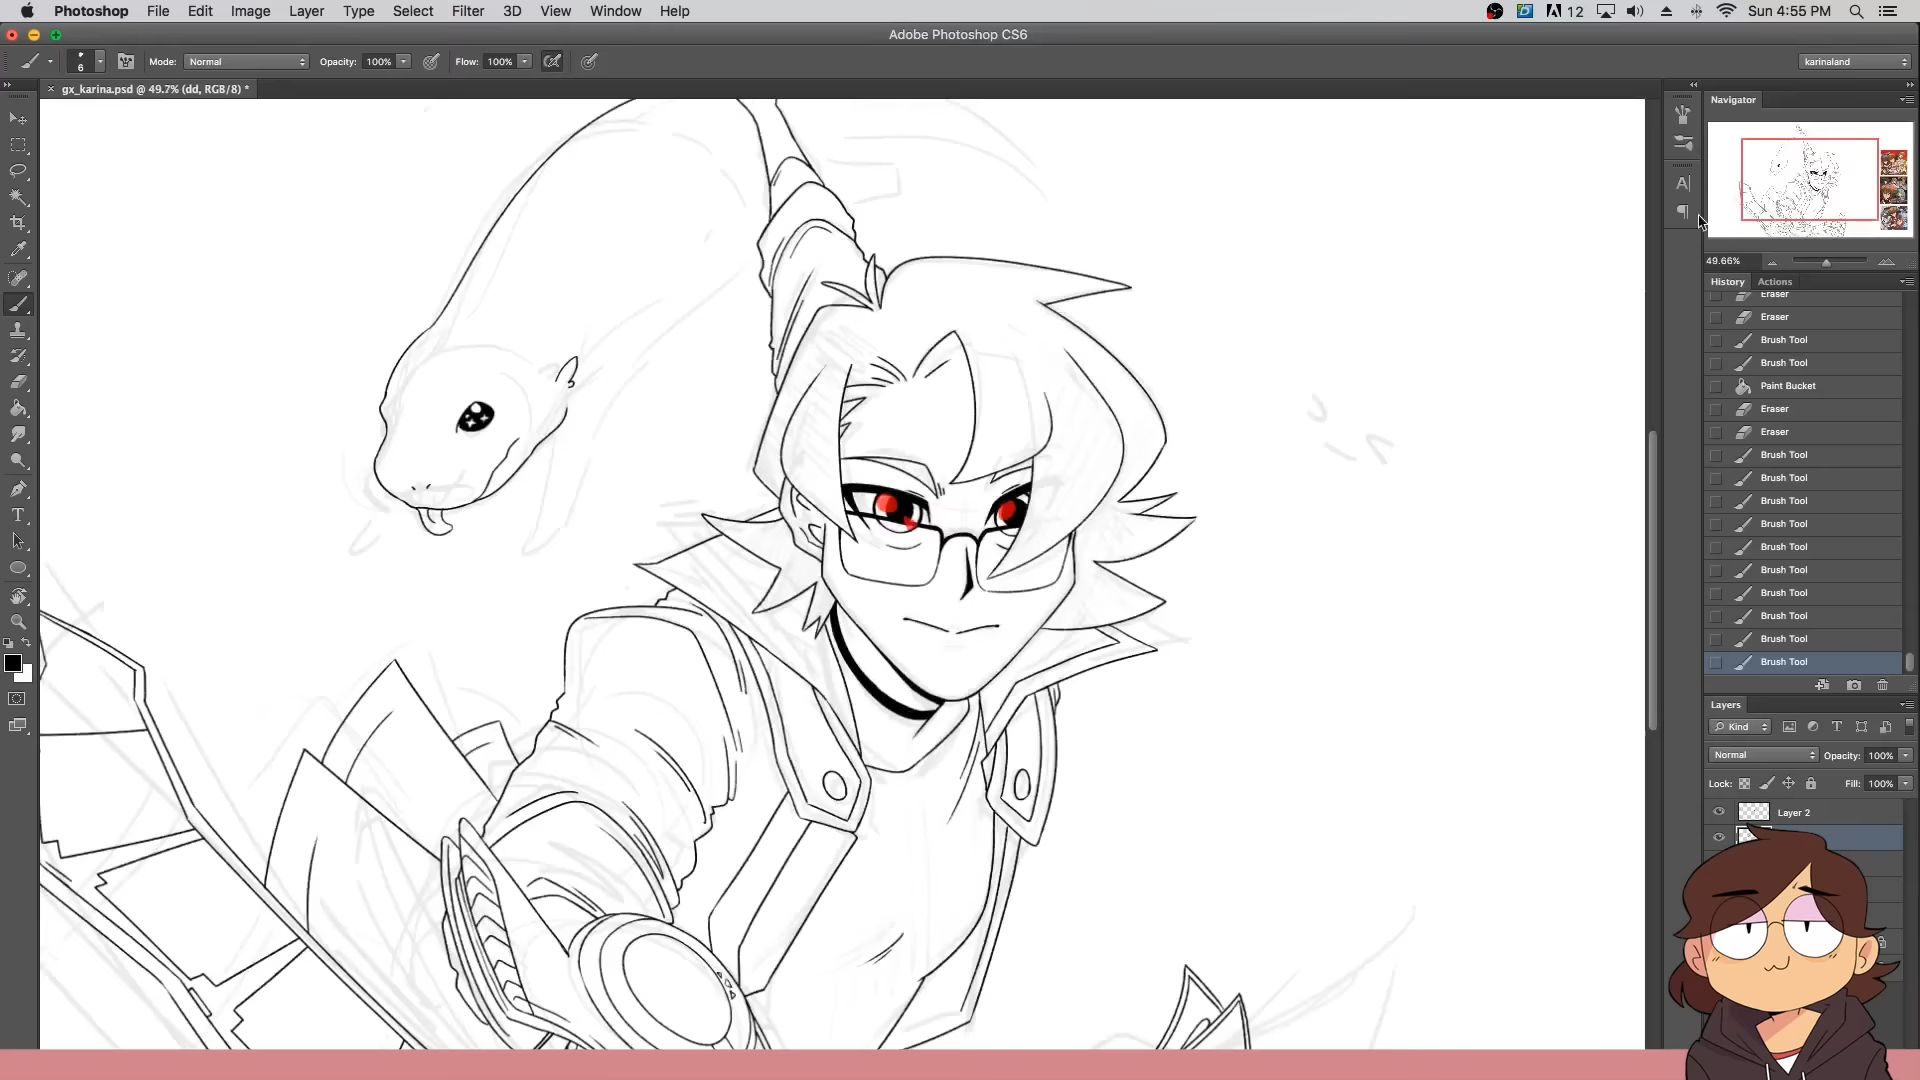 Photoshop File Edit Image Layer Type Select Filter 3D View Window Help 12 Sun 4:55 PM
Adobe Photoshop CS6
6 Mode: Normal Opacity: 100% Flow: 100% karinaland
× gx_karina.psd @ 49.7% (dd, RGB/8) *
Navigator
49.66%
History Actions
Eraser
Eraser
Brush Tool
Brush Tool
Paint Bucket
Eraser
Eraser
Brush Tool
Brush Tool
Brush Tool
Brush Tool
Brush Tool
Brush Tool
Brush Tool
Brush Tool
Brush Tool
Brush Tool
Layers
Kind
Normal Opacity: 100%
Lock: Fill: 100%
Layer 2